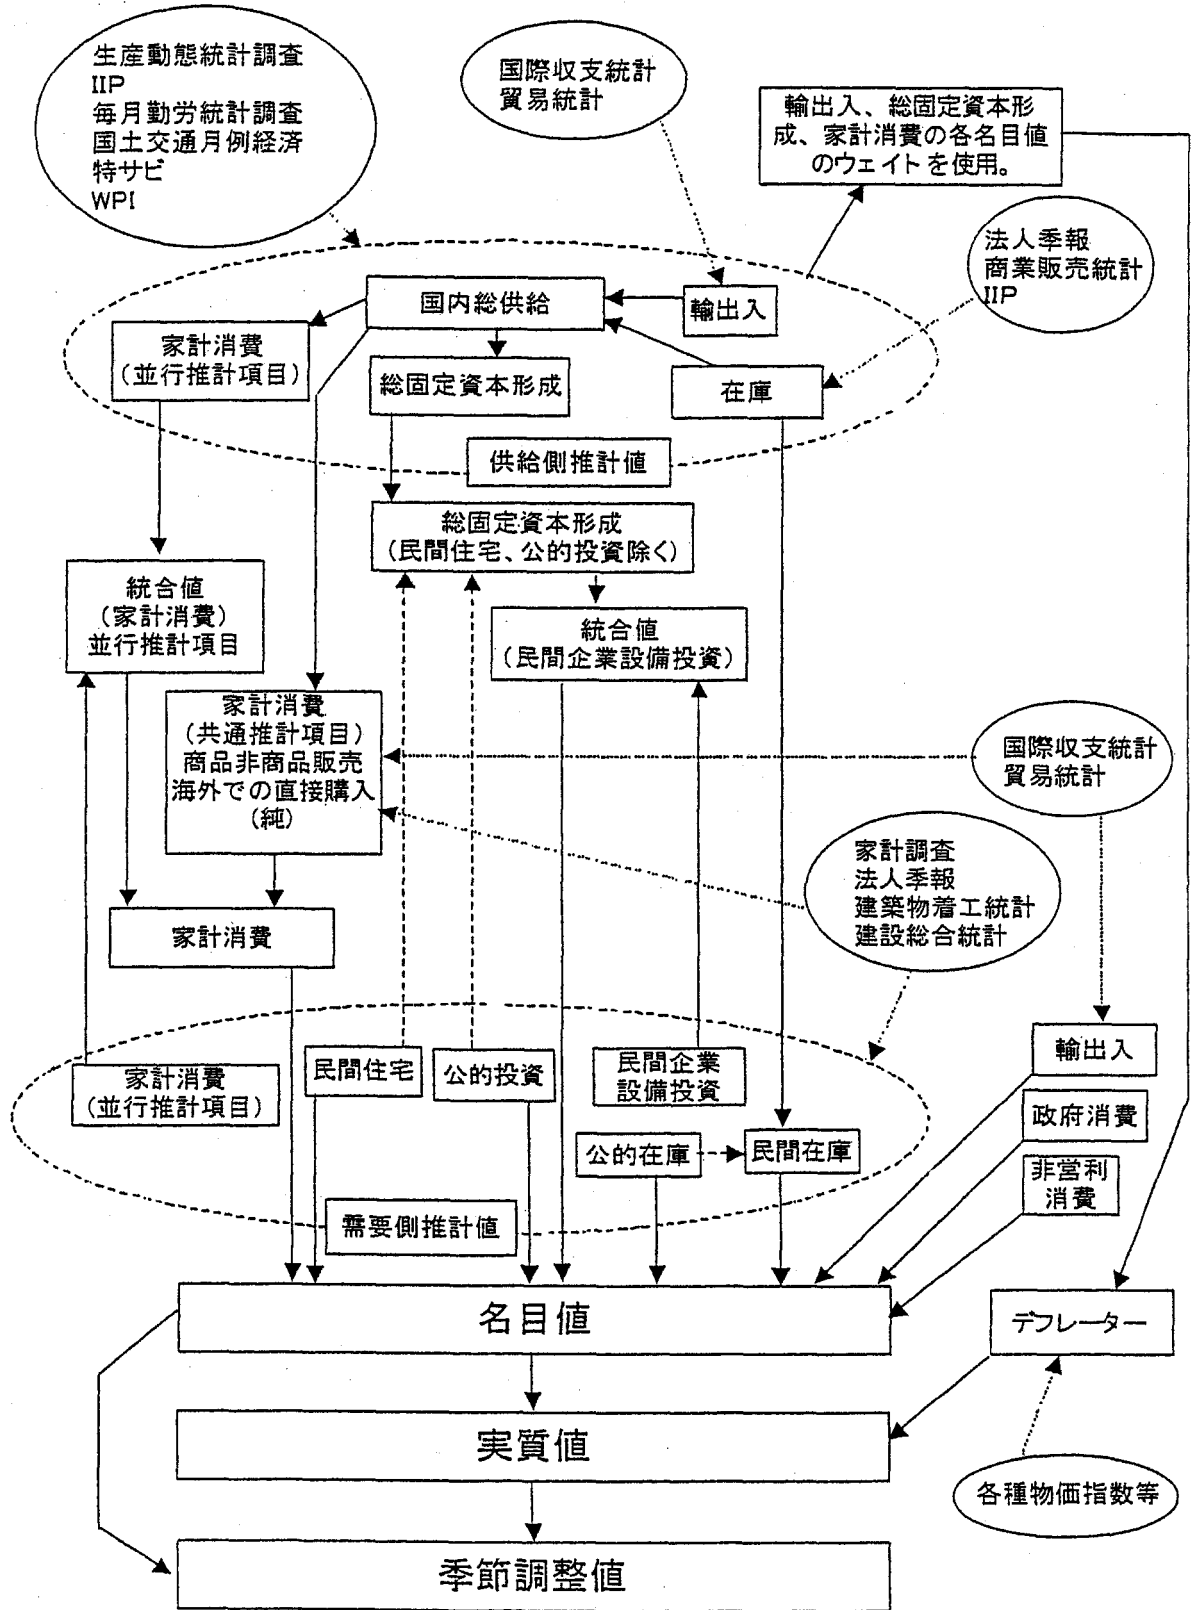 生産動態統計調査
IIP
毎月勤労統計調査
国土交通月例経済
特サビ
WPI
国際収支統計
貿易統計
輸出入、総固定資本形
成、家計消費の各名目値
のウェイトを使用。
法人季報
商業販売統計
IIP
国内総供給
輸出入
家計消費
(並行推計項目)
総固定資本形成
在庫
供給側推計値
総固定資本形成
(民間住宅、公的投資除く)
統合値
(家計消費)
並行推計項目
統合値
(民間企業設備投資)
家計消費
(共通推計項目)
商品非商品販売
海外での直接購入
(純)
国際収支統計
貿易統計
家計調査
法人季報
建築物着工統計
建設総合統計
家計消費
輸出入
民間住宅
公的投資
民間企業
設備投資
家計消費
(並行推計項目)
政府消費
公的在庫
民間在庫
非営利
消費
需要側推計値
名目値
デフレーター
実質値
各種物価指数等
季節調整値